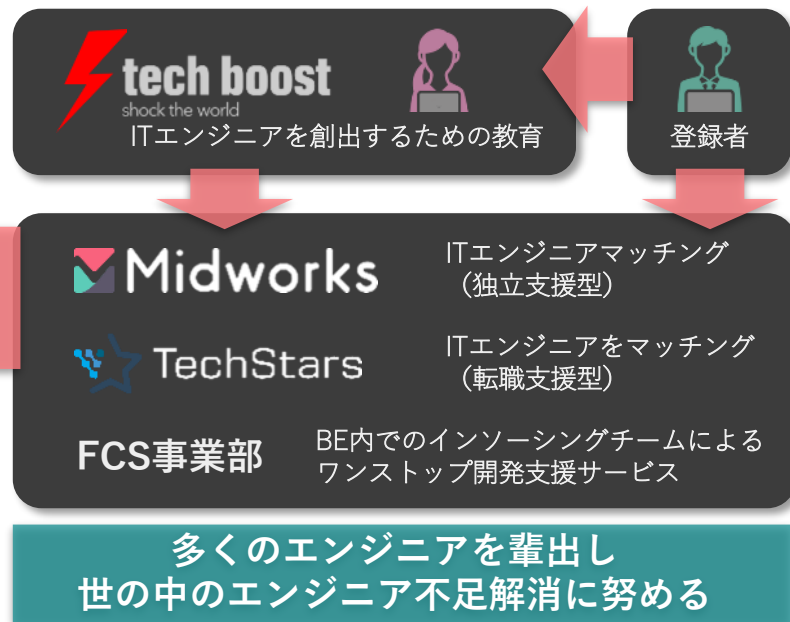 tech boost
shock the world
ITエンジニアを創出するための教育
登録者
Midworks
ITエンジニアマッチング
（独立支援型）
TechStars
ITエンジニアをマッチング
（転職支援型）
FCS事業部
BE内でのインソーシングチームによる
ワンストップ開発支援サービス
多くのエンジニアを輩出し
世の中のエンジニア不足解消に努める